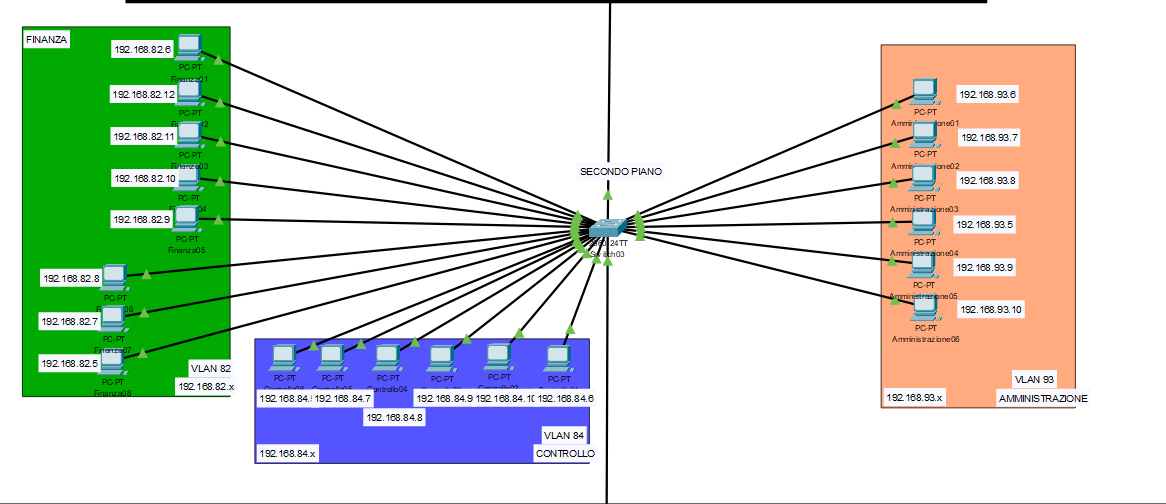 FINANZA
192.168.82.6
PC-PT
Finanza01
192.168.82.12
PC-PT
192.168.82.11
PC-PT
Finanza03
192.168.82.10
PC-PT
192.168.82.9
PC-PT
Finanza05
192.168.82.8
PC-PT
192.168.82.7
PC-PT
Finanza07
192.168.82.5
PC-PT
Finanza08
VLAN 82
192.168.82.x
SECONDO PIANO
Switch03
PC-PT
PC-PT
PC-PT
PC-PT
PC-PT
PC-PT
Controllo04
192.168.84.7
192.168.84.9
192.168.84.10
192.168.84.6
192.168.84.8
VLAN 84
192.168.84.x
CONTROLLO
192.168.93.6
PC-PT
Amministrazione01
192.168.93.7
PC-PT
Amministrazione02
192.168.93.8
PC-PT
Amministrazione03
192.168.93.5
PC-PT
Amministrazione04
192.168.93.9
PC-PT
Amministrazione05
192.168.93.10
PC-PT
Amministrazione06
VLAN 93
192.168.93.x
AMMINISTRAZIONE